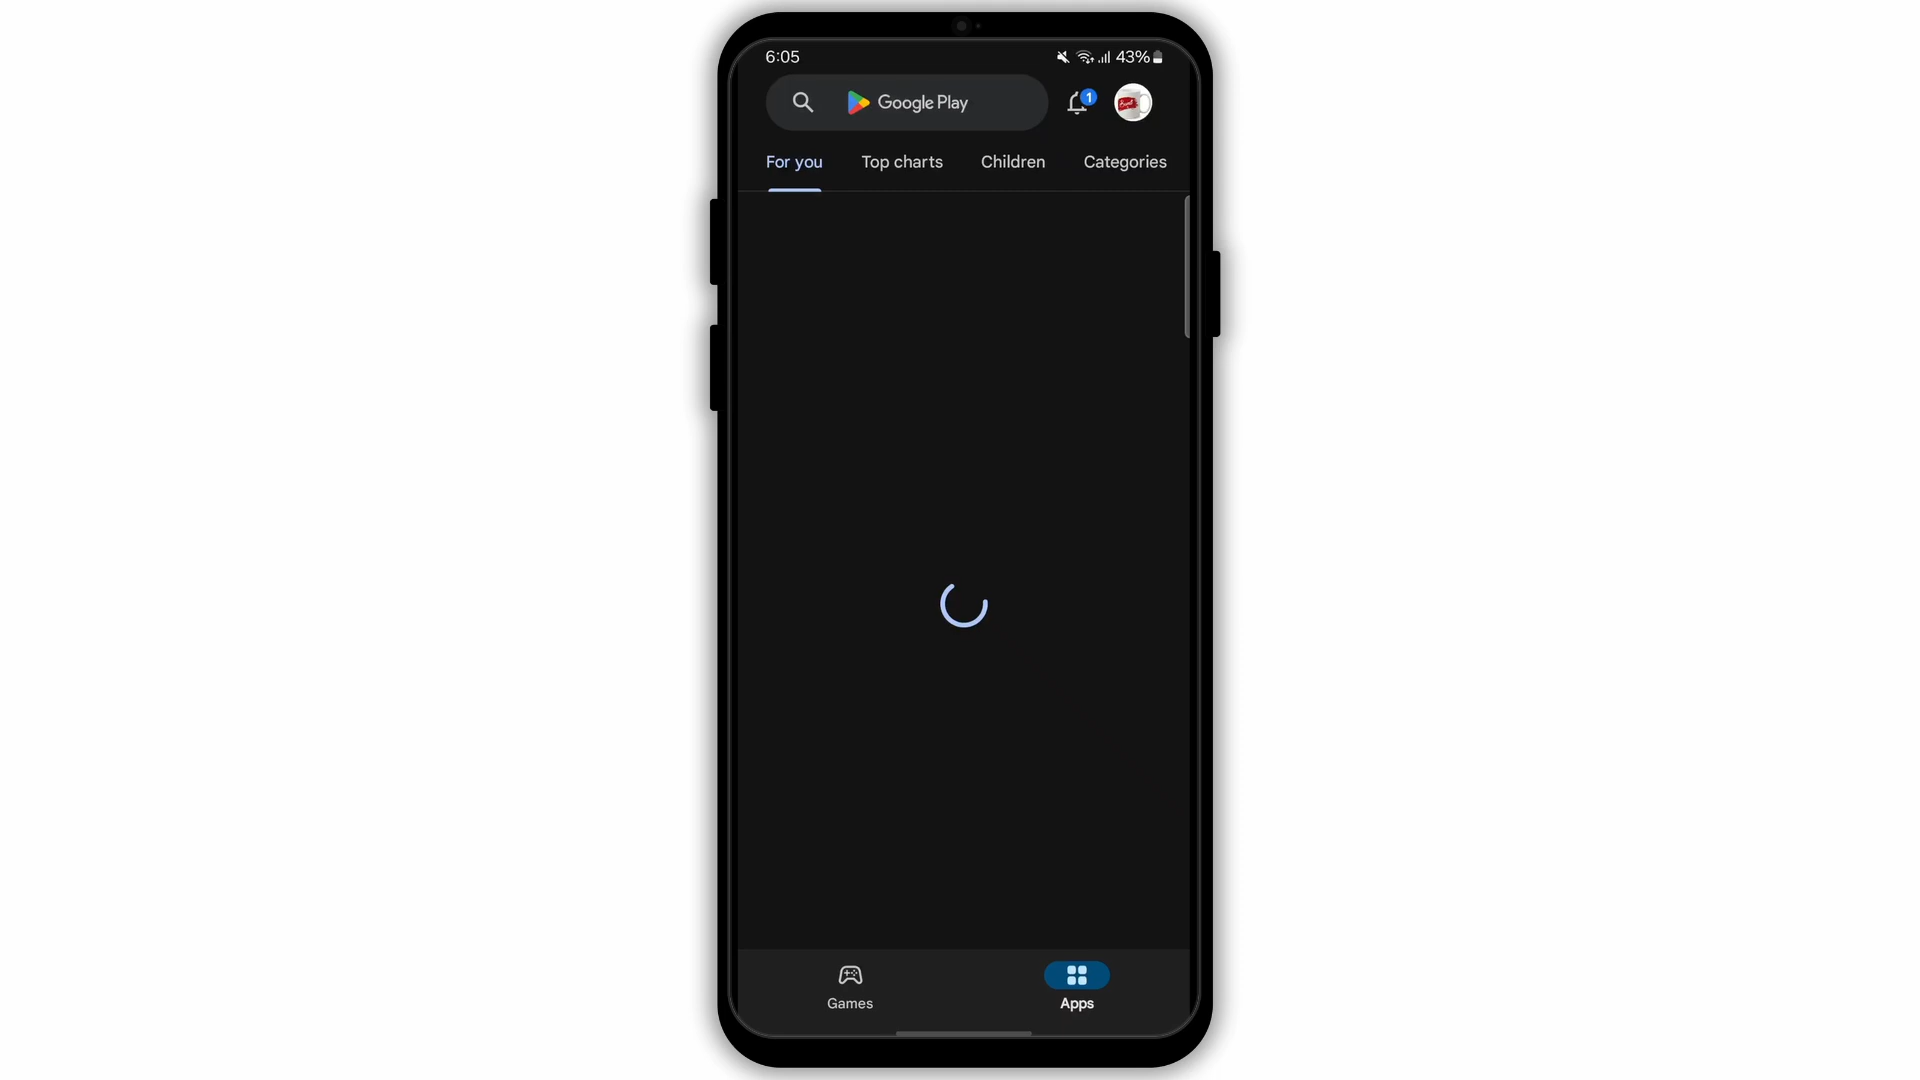 6:05
43%
Google Play
1
For you
Top charts
Children
Categories
Games
Apps